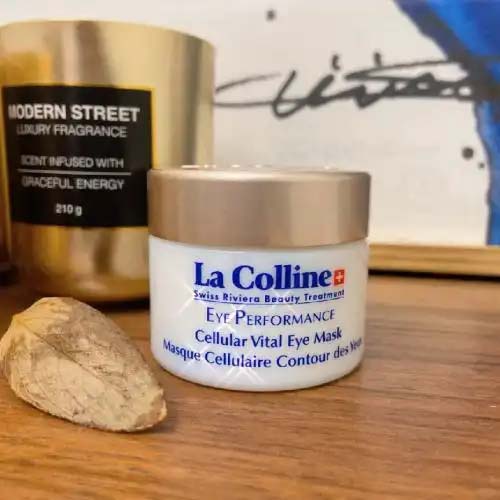 MODERN STREET
LUXURY FRAGRANCE
SCENT INFUSED WITH
GRACEFUL ENERGY
210 g
La Colline
Swiss Riviera Beauty Treatment
EYE PERFORMANCE
Cellular Vital Eye Mask
Masque Cellulaire Contour des Yeux